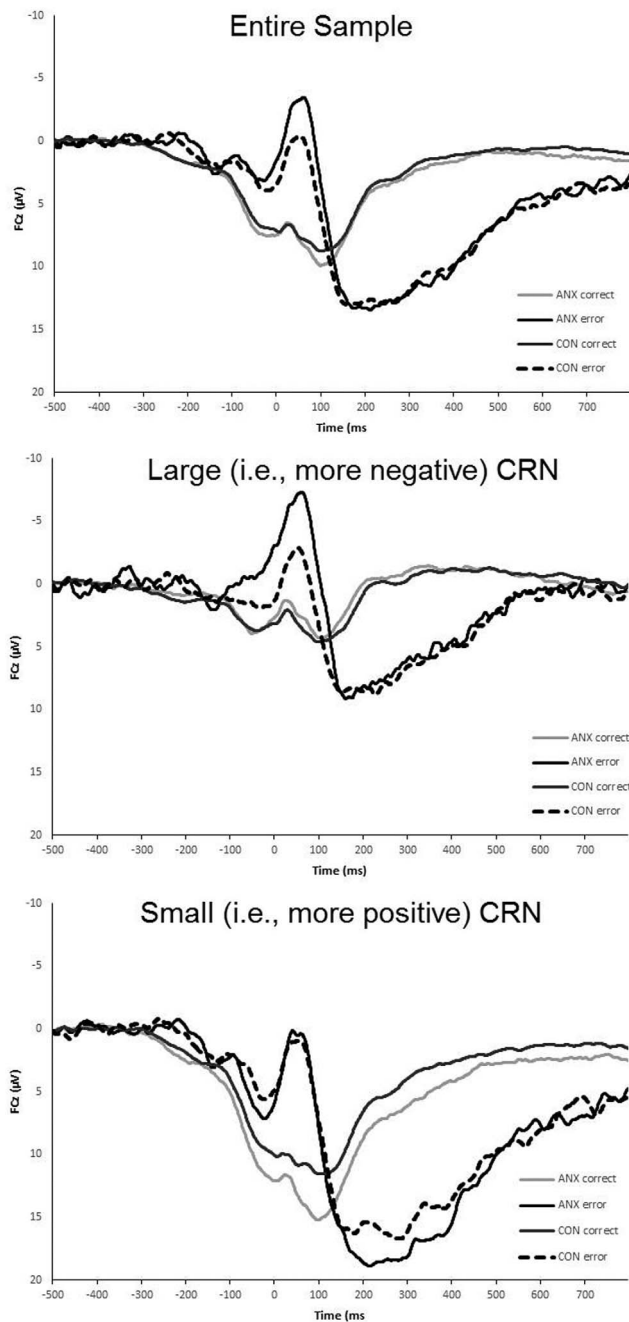 Entire Sample
-10
-5
0
5
10
15
20
FCz (µV)
-500 -400 -300 -200 -100 0 100 200 300 400 500 600 700
Time (ms
ANX correct
ANX error
CON correct
CON error
Large (i.e., more negative) CRN
-10
-5
0
5
10
15
20
FCz (µV)
-500 -400 -300 -200 -100 0 100 200 300 400 500 600 700
Time (ms)
ANX correct
ANX error
CON correct
CON error
Small (i.e., more positive) CRN
-10
-5
0
5
10
15
20
FCz (µV)
-500 -400 -300 -200 -100 0 100 200 300 400 500 600 700
Time (ms
ANX correct
ANX error
CON correct
CON error